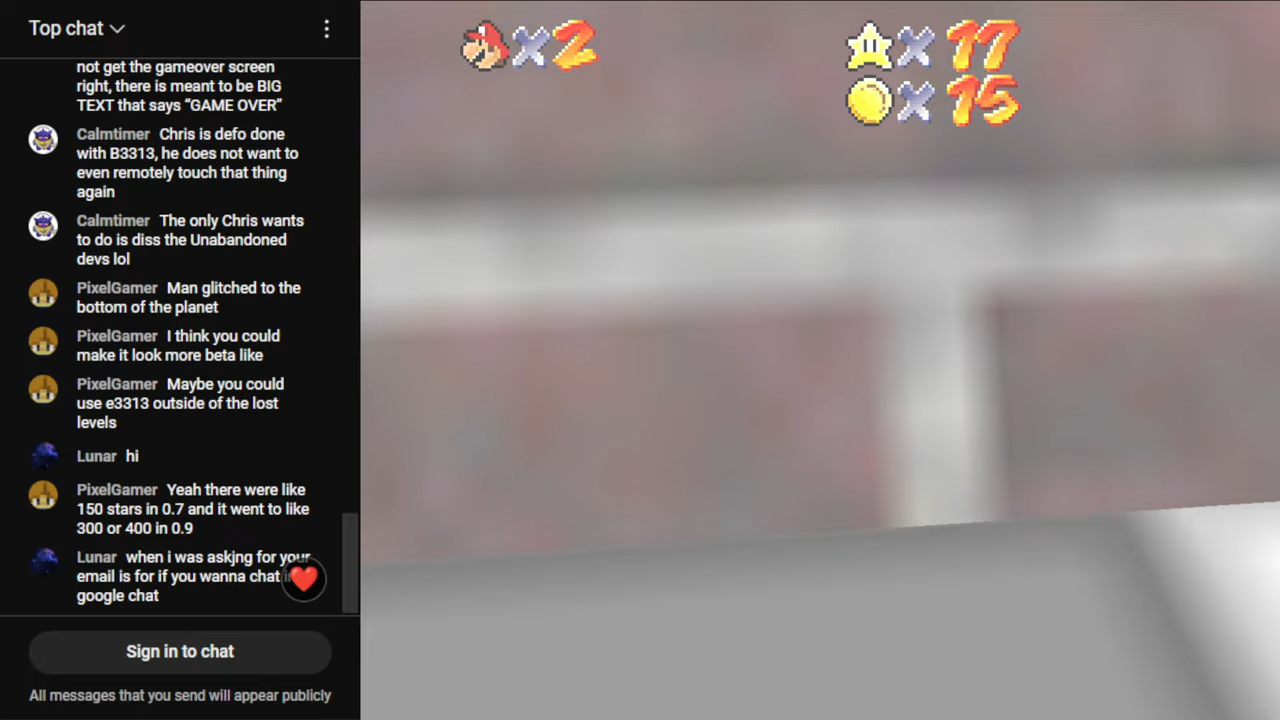 Top chat
not get the gameover screen
right, there is meant to be BIG
TEXT that says “GAME OVER”
Calmtimer Chris is defo done
with B3313, he does not want to
even remotely touch that thing
again
Calmtimer The only Chris wants
to do is diss the Unabandoned
devs lol
PixelGamer Man glitched to the
bottom of the planet
PixelGamer I think you could
make it look more beta like
PixelGamer Maybe you could
use e3313 outside of the lost
levels
Lunar hi
PixelGamer Yeah there were like
150 stars in 0.7 and it went to like
300 or 400 in 0.9
Lunar when i was askjng for your
email is for if you wanna chat
google chat
Sign in to chat
All messages that you send will appear publicly
x2
x 17
x 15